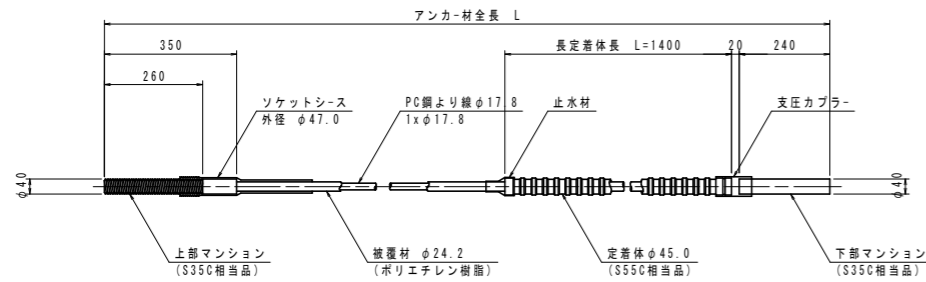 アンカー材全長 L
350
長定着体長 L=1400
20
240
260
ソケットシース
外径 φ47.0
PC鋼より線φ17.8
1xφ17.8
止水材
支圧カプラー
φ40
φ40
上部マンション
(S35C相当品)
被覆材 φ24.2
(ポリエチレン樹脂)
定着体φ45.0
(S55C相当品)
下部マンション
(S35C相当品)